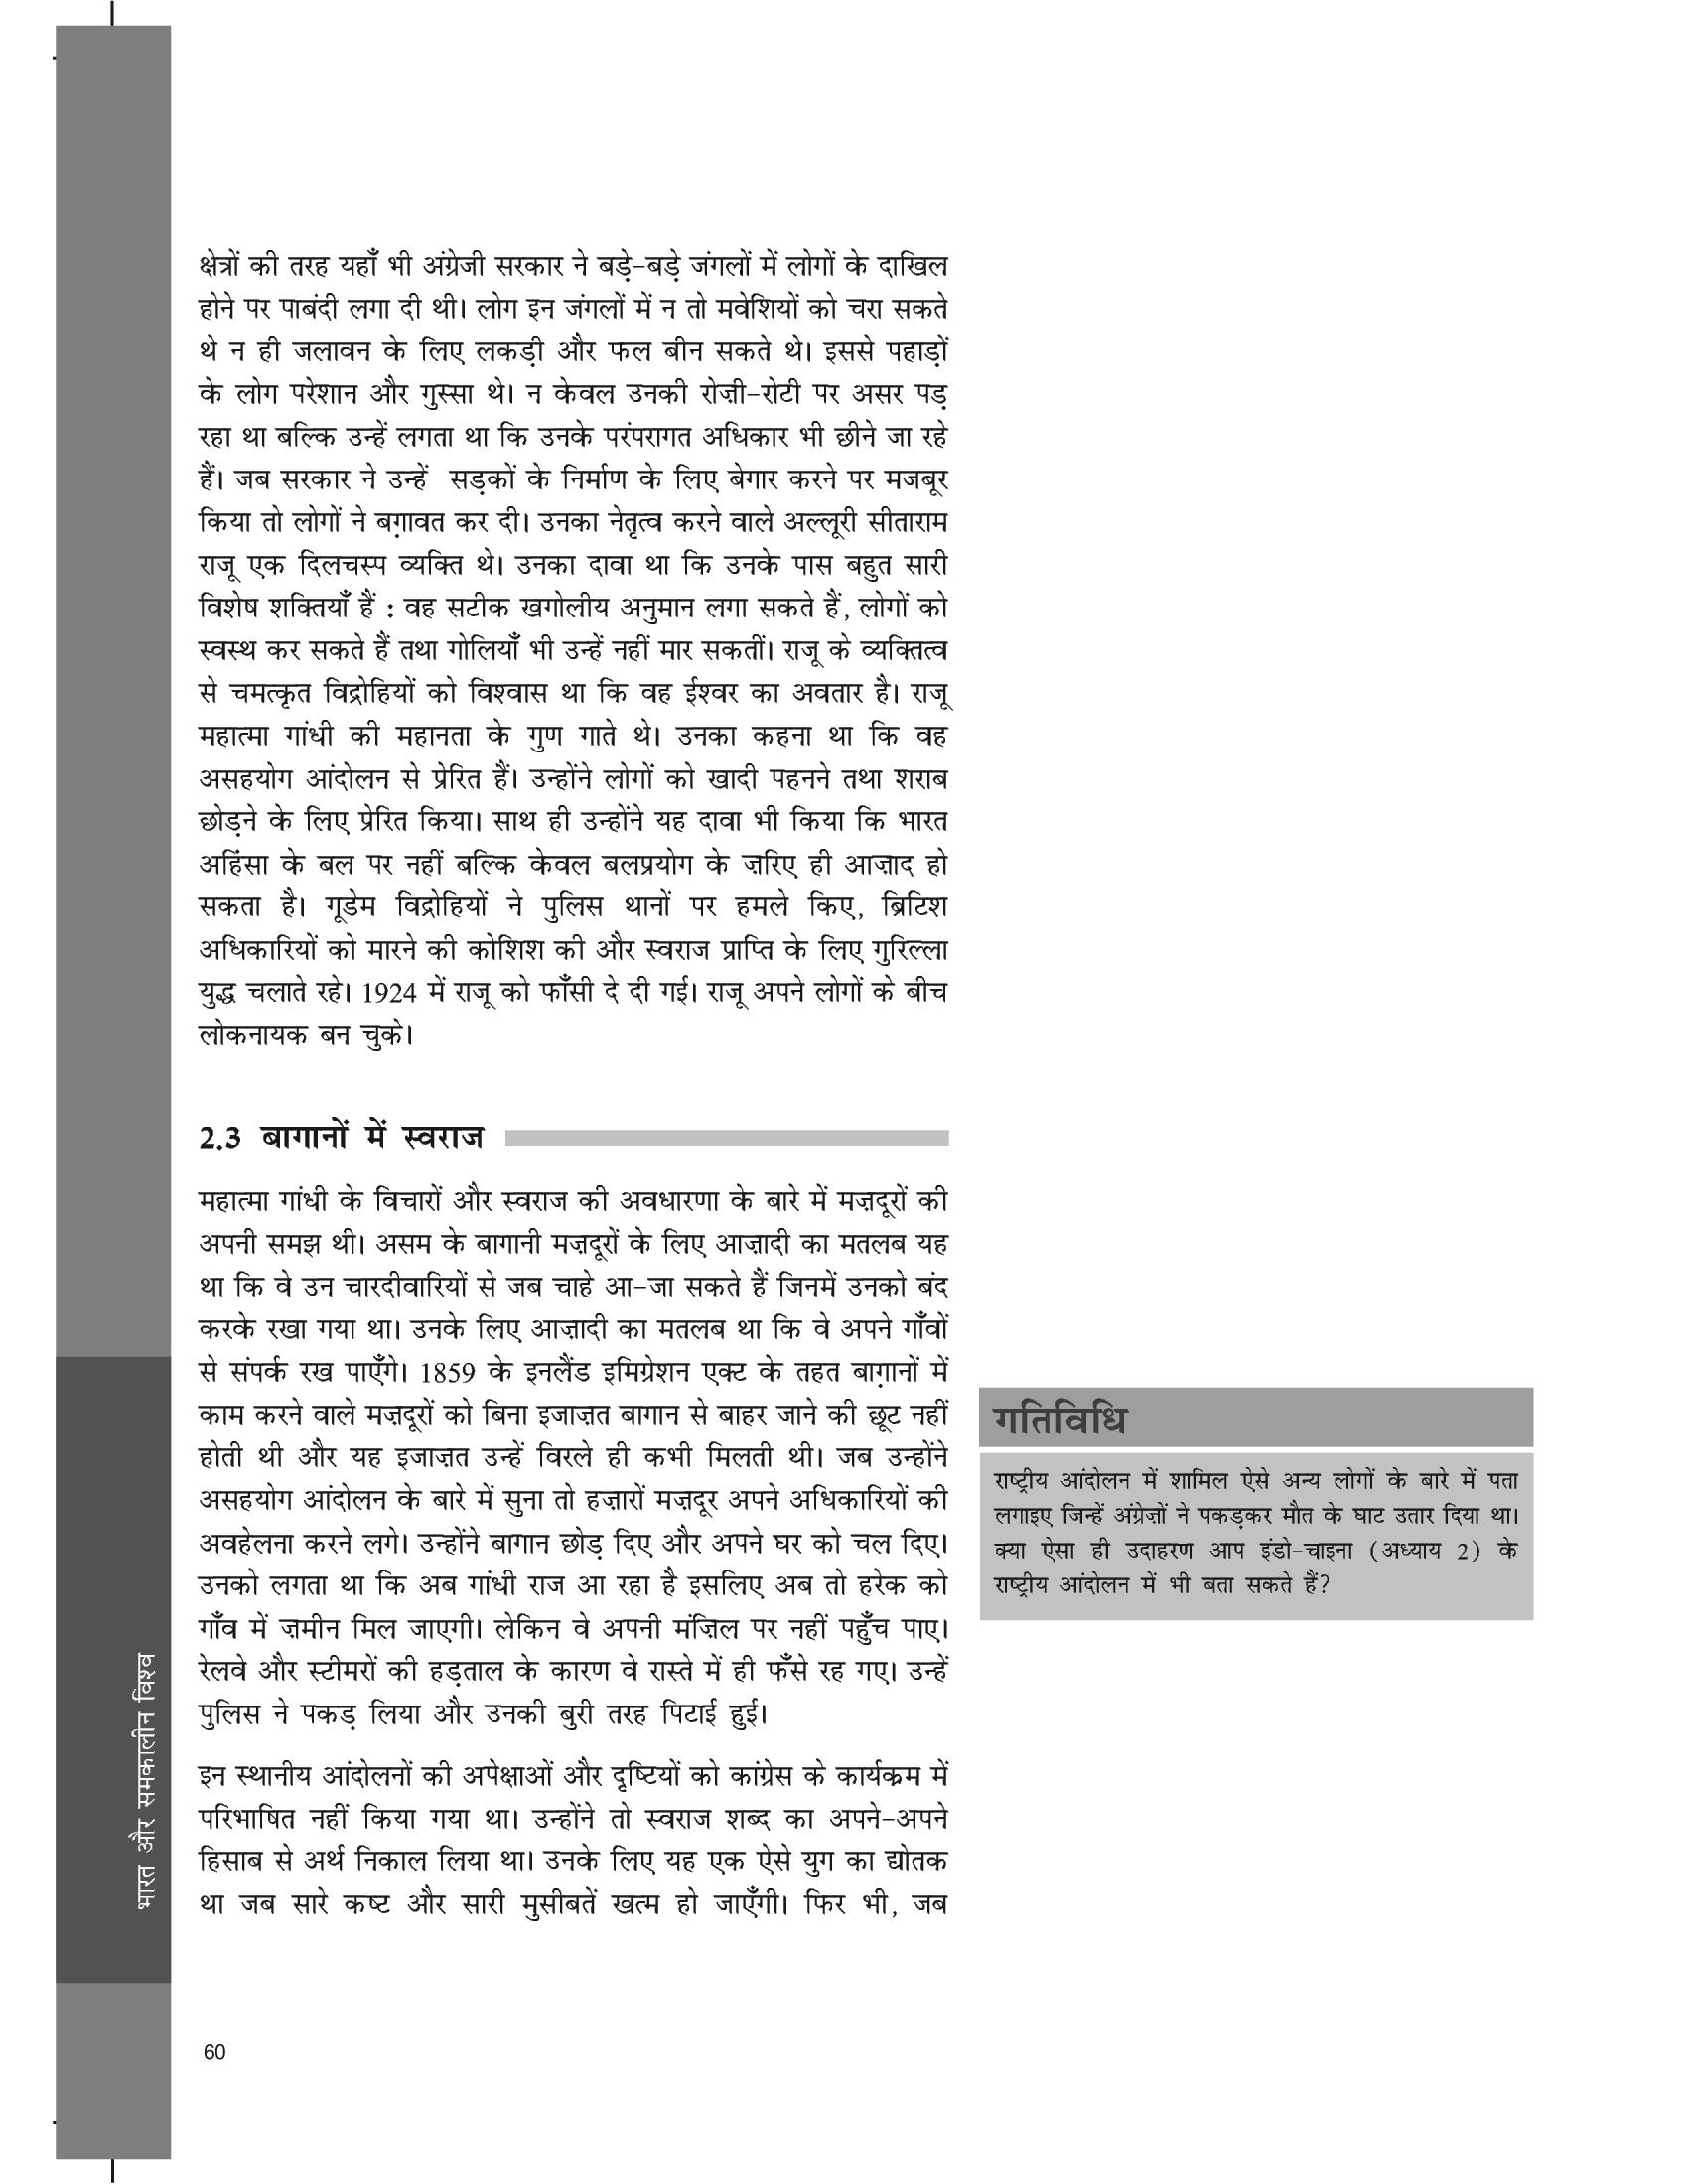 क्षेत्रों की तरह यहाँ भी अंग्रेजी सरकार ने बड़े-बड़े जंगलों में लोगों के दाखिल
होने पर पाबंदी लगा दी थी। लोग इन जंगलों में न तो मवेशियों को चरा सकते
थे न ही जलावन के लिए लकड़ी और फल बीन सकते थे। इससे पहाड़ों
के लोग परेशान और गुस्सा थे। न केवल उनकी रोज़ी-रोटी पर असर पड़
रहा था बल्कि उन्हें लगता था कि उनके परंपरागत अधिकार भी छीने जा रहे
हैं। जब सरकार ने उन्हें सड़कों के निर्माण के लिए बेगार करने पर मजबूर
किया तो लोगों ने बग़ावत कर दी। उनका नेतृत्व करने वाले अल्लूरी सीताराम
राजू एक दिलचस्प व्यक्ति थे। उनका दावा था कि उनके पास बहुत सारी
विशेष शक्तियाँ हैं : वह सटीक खगोलीय अनुमान लगा सकते हैं, लोगों को
स्वस्थ कर सकते हैं तथा गोलियाँ भी उन्हें नहीं मार सकतीं। राजू के व्यक्तित्व
से चमत्कृत विद्रोहियों को विश्वास था कि वह ईश्वर का अवतार है। राजू
महात्मा गांधी की महानता के गुण गाते थे। उनका कहना था कि वह
असहयोग आंदोलन से प्रेरित हैं। उन्होंने लोगों को खादी पहनने तथा शराब
छोड़ने के लिए प्रेरित किया। साथ ही उन्होंने यह दावा भी किया कि भारत
अहिंसा के बल पर नहीं बल्कि केवल बलप्रयोग के ज़रिए ही आज़ाद हो
सकता है। गूडेम विद्रोहियों ने पुलिस थानों पर हमले किए, ब्रिटिश
अधिकारियों को मारने की कोशिश की और स्वराज प्राप्ति के लिए गुरिल्ला
युद्ध चलाते रहे। 1924 में राजू को फाँसी दे दी गई। राजू अपने लोगों के बीच
लोकनायक बन चुके।
2.3 बागानों में स्वराज
महात्मा गांधी के विचारों और स्वराज की अवधारणा के बारे में मज़दूरों की
अपनी समझ थी। असम के बागानी मज़दूरों के लिए आज़ादी का मतलब यह
था कि वे उन चारदीवारियों से जब चाहे आ-जा सकते हैं जिनमें उनको बंद
करके रखा गया था। उनके लिए आज़ादी का मतलब था कि वे अपने गाँवों
से संपर्क रख पाएँगे। 1859 के इनलैंड इमिग्रेशन एक्ट के तहत बाग़ानों में
काम करने वाले मज़दूरों को बिना इजाज़त बागान से बाहर जाने की छूट नहीं
होती थी और यह इजाज़त उन्हें विरले ही कभी मिलती थी। जब उन्होंने
असहयोग आंदोलन के बारे में सुना तो हज़ारों मज़दूर अपने अधिकारियों की
अवहेलना करने लगे। उन्होंने बागान छोड़ दिए और अपने घर को चल दिए।
उनको लगता था कि अब गांधी राज आ रहा है इसलिए अब तो हरेक को
गाँव में ज़मीन मिल जाएगी। लेकिन वे अपनी मंज़िल पर नहीं पहुँच पाए।
रेलवे और स्टीमरों की हड़ताल के कारण वे रास्ते में ही फँसे रह गए। उन्हें
पुलिस ने पकड़ लिया और उनकी बुरी तरह पिटाई हुई।
इन स्थानीय आंदोलनों की अपेक्षाओं और दृष्टियों को कांग्रेस के कार्यक्रम में
परिभाषित नहीं किया गया था। उन्होंने तो स्वराज शब्द का अपने-अपने
हिसाब से अर्थ निकाल लिया था। उनके लिए यह एक ऐसे युग का द्योतक
था जब सारे कष्ट और सारी मुसीबतें खत्म हो जाएँगी। फिर भी, जब
गतिविधि
राष्ट्रीय आंदोलन में शामिल ऐसे अन्य लोगों के बारे में पता
लगाइए जिन्हें अंग्रेज़ों ने पकड़कर मौत के घाट उतार दिया था।
क्या ऐसा ही उदाहरण आप इंडो-चाइना (अध्याय 2) के
राष्ट्रीय आंदोलन में भी बता सकते हैं?
भारत और समकालीन विश्व
60